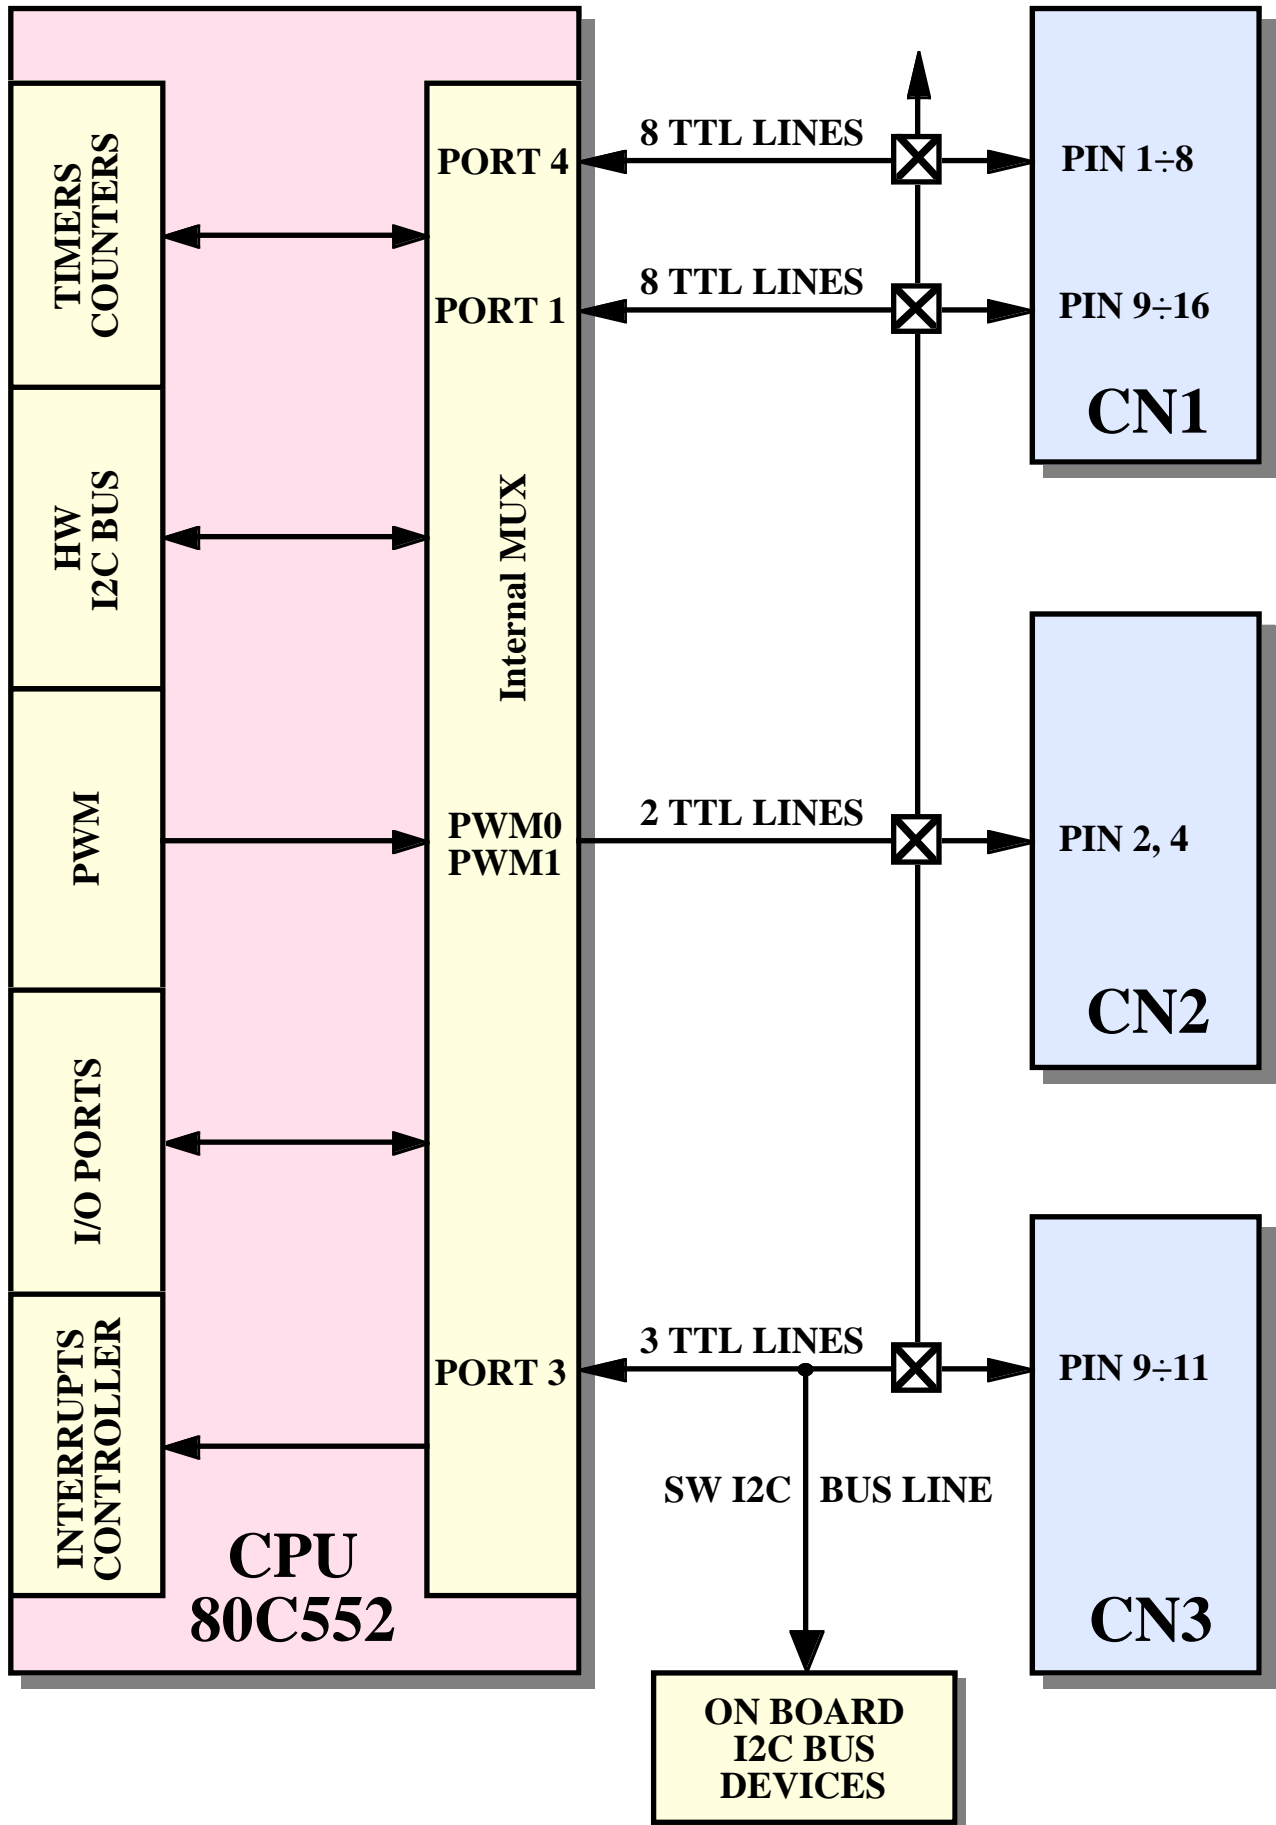 TIMERS
COUNTERS
HW
I2C BUS
PWM
I/O PORTS
INTERRUPTS
CONTROLLER
CPU
80C552
PORT 4
PORT 1
Internal MUX
PWM0
PWM1
PORT 3
8 TTL LINES
8 TTL LINES
2 TTL LINES
3 TTL LINES
SW I2C BUS LINE
ON BOARD
I2C BUS
DEVICES
PIN 1÷8
PIN 9÷16
CN1
PIN 2, 4
CN2
PIN 9÷11
CN3